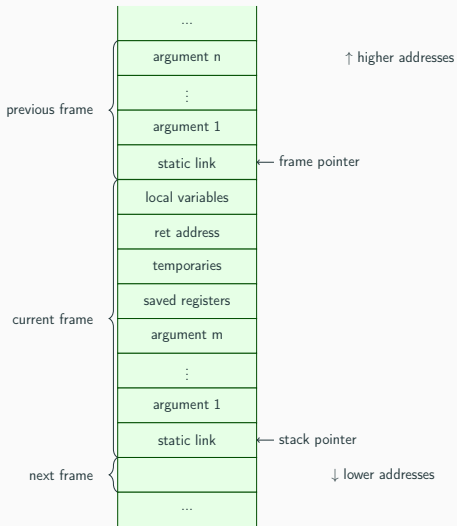 ...
argument n
↑ higher addresses
⋮
previous frame
argument 1
static link
← frame pointer
local variables
ret address
temporaries
saved registers
current frame
argument m
⋮
argument 1
static link
← stack pointer
next frame
↓ lower addresses
...